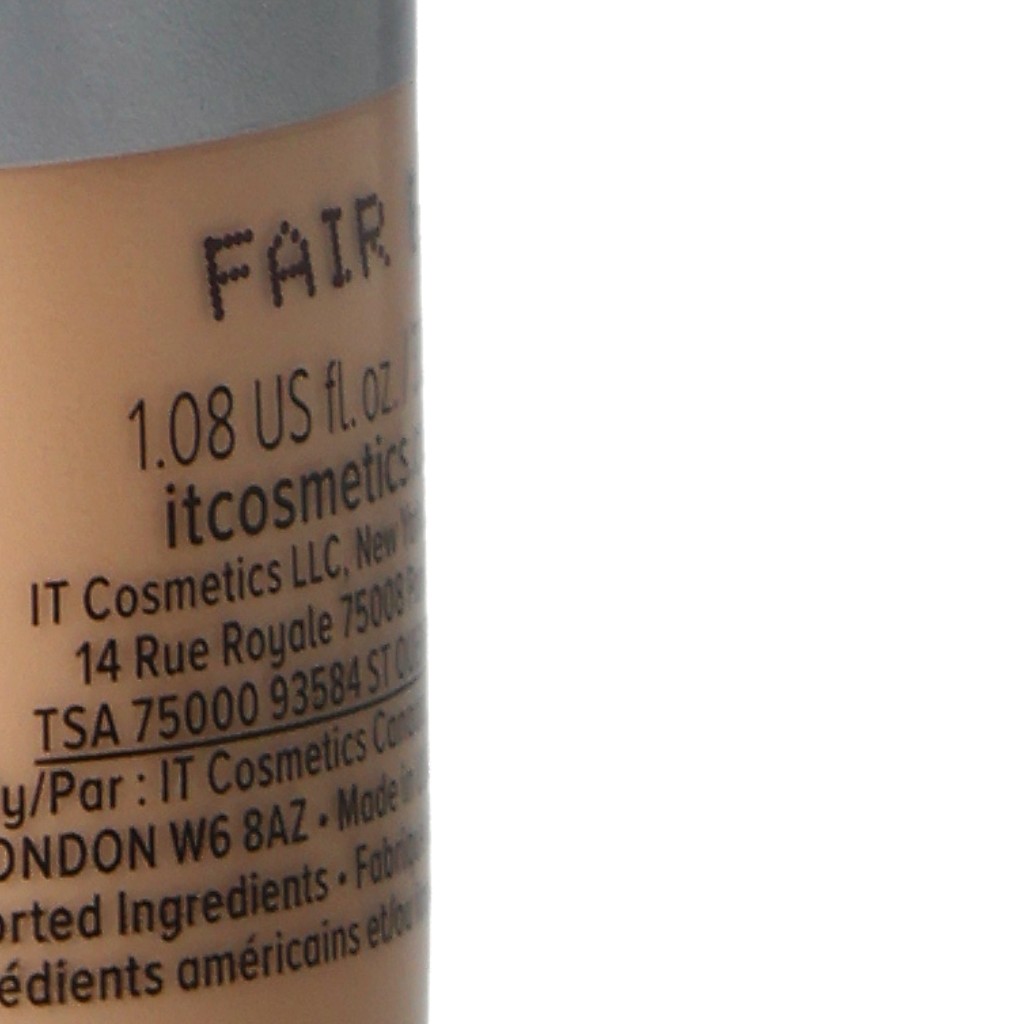 FAIR
1.08 US fl. oz. /
itcosmetics.
IT Cosmetics LLC, New
14 Rue Royale 75008
TSA 75000 93584 ST
y/Par : IT Cosmetics
ONDON W6 8AZ • Made in
orted Ingredients •
édients américains et/ou